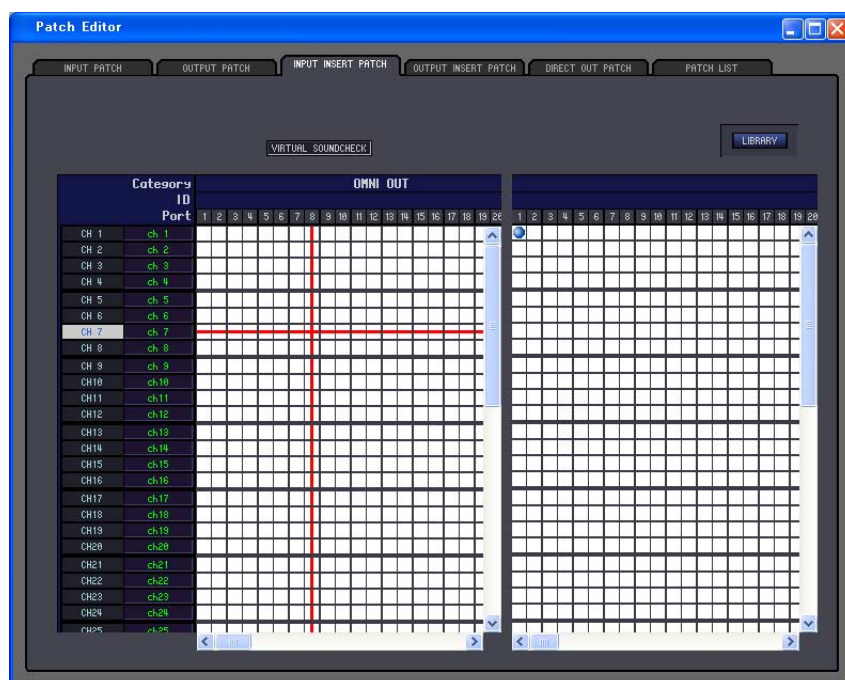 Patch Editor
INPUT PATCH OUTPUT PATCH INPUT INSERT PATCH OUTPUT INSERT PATCH DIRECT OUT PATCH PATCH LIST
VIRTUAL SOUNDCHECK LIBRARY
Category OMNI OUT
ID
Port 1 2 3 4 5 6 7 8 9 10 11 12 13 14 15 16 17 18 19 20 1 2 3 4 5 6 7 8 9 10 11 12 13 14 15 16 17 18 19 20
CH 1 ch 1
CH 2 ch 2
CH 3 ch 3
CH 4 ch 4
CH 5 ch 5
CH 6 ch 6
CH 7 ch 7
CH 8 ch 8
CH 9 ch 9
CH10 ch10
CH11 ch11
CH12 ch12
CH13 ch13
CH14 ch14
CH15 ch15
CH16 ch16
CH17 ch17
CH18 ch18
CH19 ch19
CH20 ch20
CH21 ch21
CH22 ch22
CH23 ch23
CH24 ch24
CH25 ch25